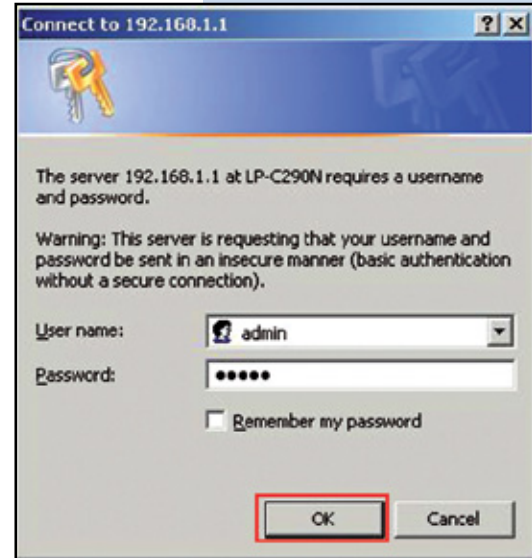 Connect to 192.168.1.1
? X
The server 192.168.1.1 at LP-C290N requires a username
and password.
Warning: This server is requesting that your username and
password be sent in an insecure manner (basic authentication
without a secure connection).
User name: admin
Password: •••••
Remember my password
OK Cancel